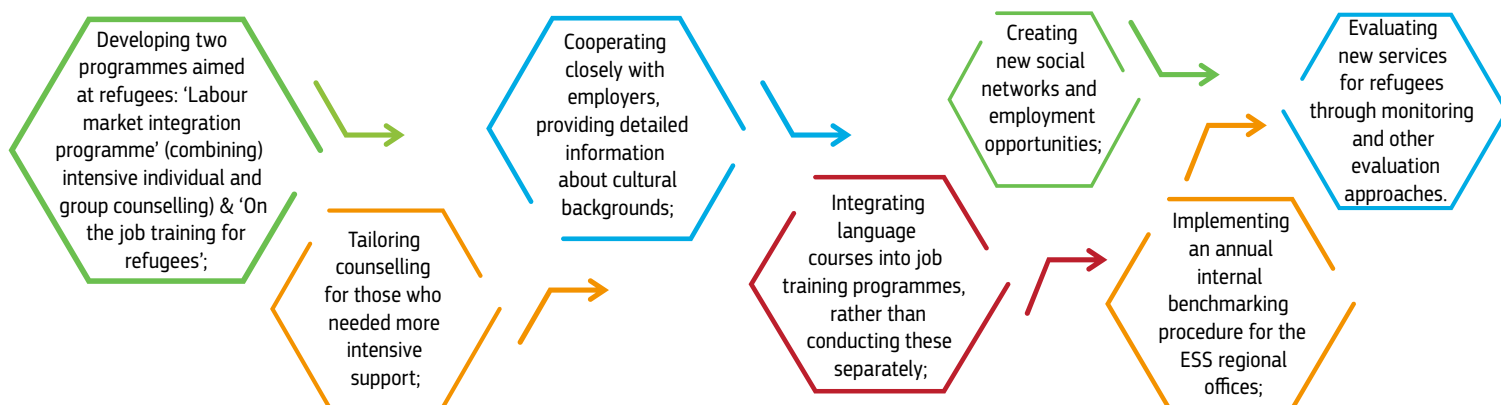 Developing two
programmes aimed
at refugees: ‘Labour
market integration
programme’ (combining)
intensive individual and
group counselling) & ‘On
the job training for
refugees’;
Tailoring
counselling
for those who
needed more
intensive
support;
Cooperating
closely with
employers,
providing detailed
information
about cultural
backgrounds;
Integrating
language
courses into job
training programmes,
rather than
conducting these
separately;
Creating
new social
networks and
employment
opportunities;
Implementing
an annual
internal
benchmarking
procedure for the
ESS regional
offices;
Evaluating
new services
for refugees
through monitoring
and other
evaluation
approaches.